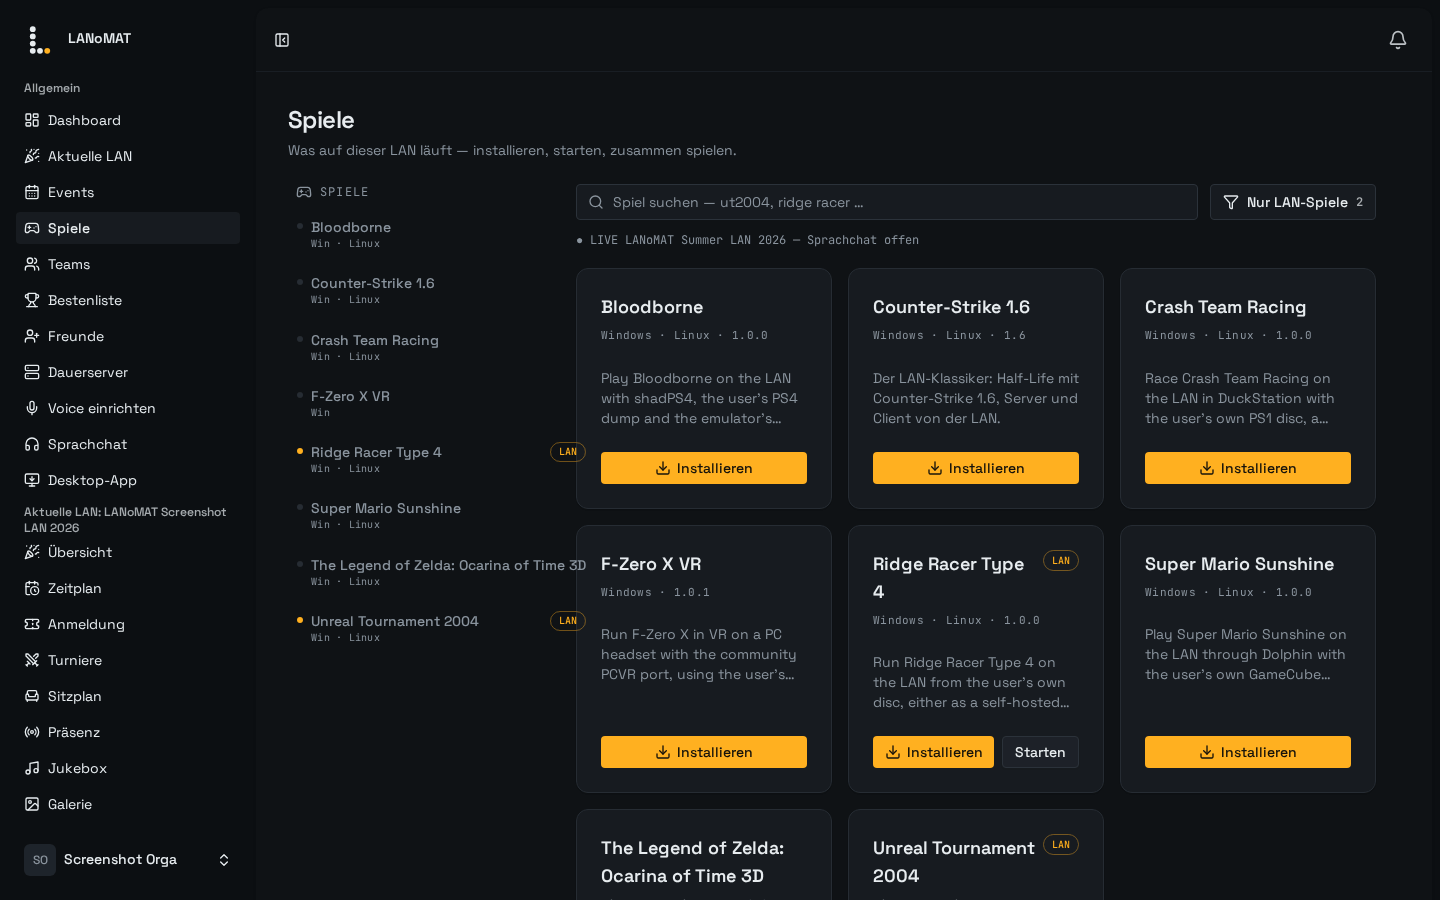 LANoMAT
Allgemein
Dashboard
Aktuelle LAN
Events
Spiele
Teams
Bestenliste
Freunde
Dauerserver
Voice einrichten
Sprachchat
Desktop-App
Aktuelle LAN: LANoMAT Screenshot
LAN 2026
Übersicht
Zeitplan
Anmeldung
Turniere
Sitzplan
Präsenz
Jukebox
Galerie
SO Screenshot Orga
Spiele
Was auf dieser LAN läuft — installieren, starten, zusammen spielen.
SPIELE
Bloodborne
Win · Linux
Counter-Strike 1.6
Win · Linux
Crash Team Racing
Win · Linux
F-Zero X VR
Win
Ridge Racer Type 4 LAN
Win · Linux
Super Mario Sunshine
Win · Linux
The Legend of Zelda: Ocarina of Time 3D
Win · Linux
Unreal Tournament 2004 LAN
Win · Linux
Spiel suchen — ut2004, ridge racer …
Nur LAN-Spiele 2
● LIVE LANoMAT Summer LAN 2026 — Sprachchat offen
Bloodborne
Windows · Linux · 1.0.0
Play Bloodborne on the LAN
with shadPS4, the user's PS4
dump and the emulator's…
Installieren
Counter-Strike 1.6
Windows · Linux · 1.6
Der LAN-Klassiker: Half-Life mit
Counter-Strike 1.6, Server und
Client von der LAN.
Installieren
Crash Team Racing
Windows · Linux · 1.0.0
Race Crash Team Racing on
the LAN in DuckStation with
the user's own PS1 disc, a…
Installieren
F-Zero X VR
Windows · 1.0.1
Run F-Zero X in VR on a PC
headset with the community
PCVR port, using the user's…
Installieren
Ridge Racer Type LAN
4
Windows · Linux · 1.0.0
Run Ridge Racer Type 4 on
the LAN from the user's own
disc, either as a self-hosted…
Installieren Starten
Super Mario Sunshine
Windows · Linux · 1.0.0
Play Super Mario Sunshine on
the LAN through Dolphin with
the user's own GameCube…
Installieren
The Legend of Zelda:
Ocarina of Time 3D
Unreal Tournament LAN
2004